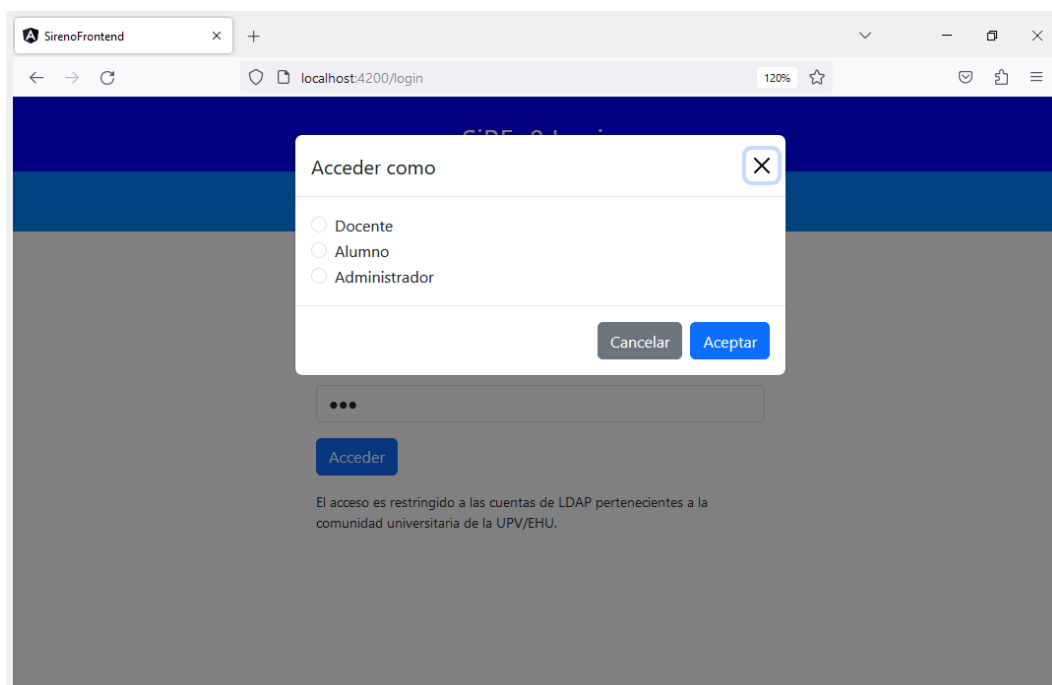 SirenoFrontend
localhost:4200/login
120%
Acceder como
Docente
Alumno
Administrador
Cancelar
Aceptar
•••
Acceder
El acceso es restringido a las cuentas de LDAP pertenecientes a la
comunidad universitaria de la UPV/EHU.